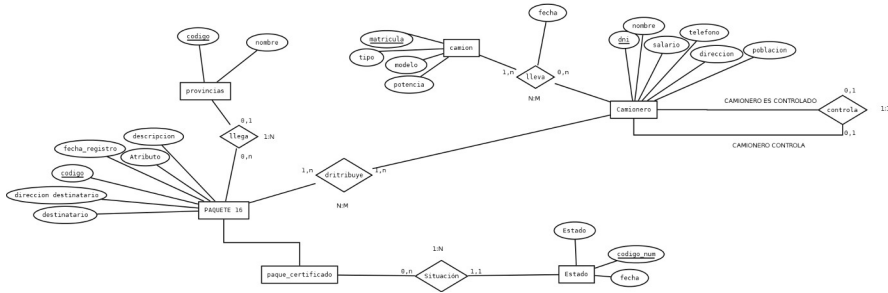 fecha
codigo
nombre
matricula
camion
tipo
modelo
potencia
1,n
lleva
0,n
N:M
nombre
dni
telefono
salario
direccion
poblacion
provincias
Camionero
CAMIONERO ES CONTROLADO
0,1
controla
1:
0,1
CAMIONERO CONTROLA
0,1
llega
1:N
0,n
descripcion
fecha_registro
Atributo
codigo
direccion destinatario
destinatario
PAQUETE 16
1,n
dritribuye
1,n
N:M
paque_certificado
1:N
0,n
Situación
1,1
Estado
Estado
codigo_num
fecha